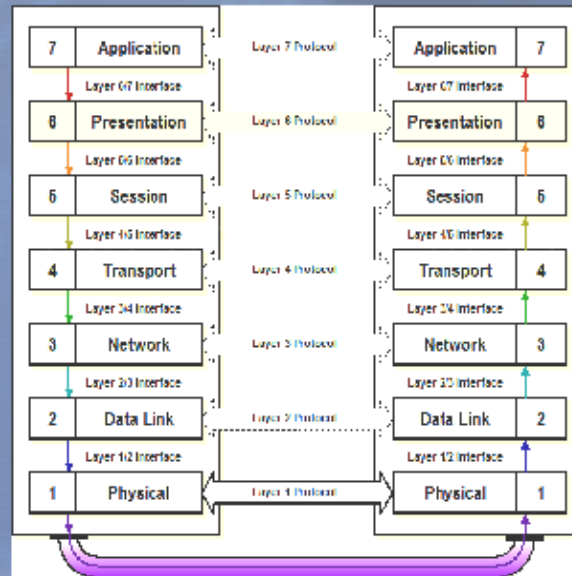 7 Application Layer 7 Protocol Application 7
Layer 6/7 Interface Layer 6/7 Interface
6 Presentation Layer 6 Protocol Presentation 6
Layer 5/6 Interface Layer 5/6 Interface
5 Session Layer 5 Protocol Session 5
Layer 4/5 Interface Layer 4/5 Interface
4 Transport Layer 4 Protocol Transport 4
Layer 3/4 Interface Layer 3/4 Interface
3 Network Layer 3 Protocol Network 3
Layer 2/3 Interface Layer 2/3 Interface
2 Data Link Layer 2 Protocol Data Link 2
Layer 1/2 Interface Layer 1/2 Interface
1 Physical Layer 1 Protocol Physical 1